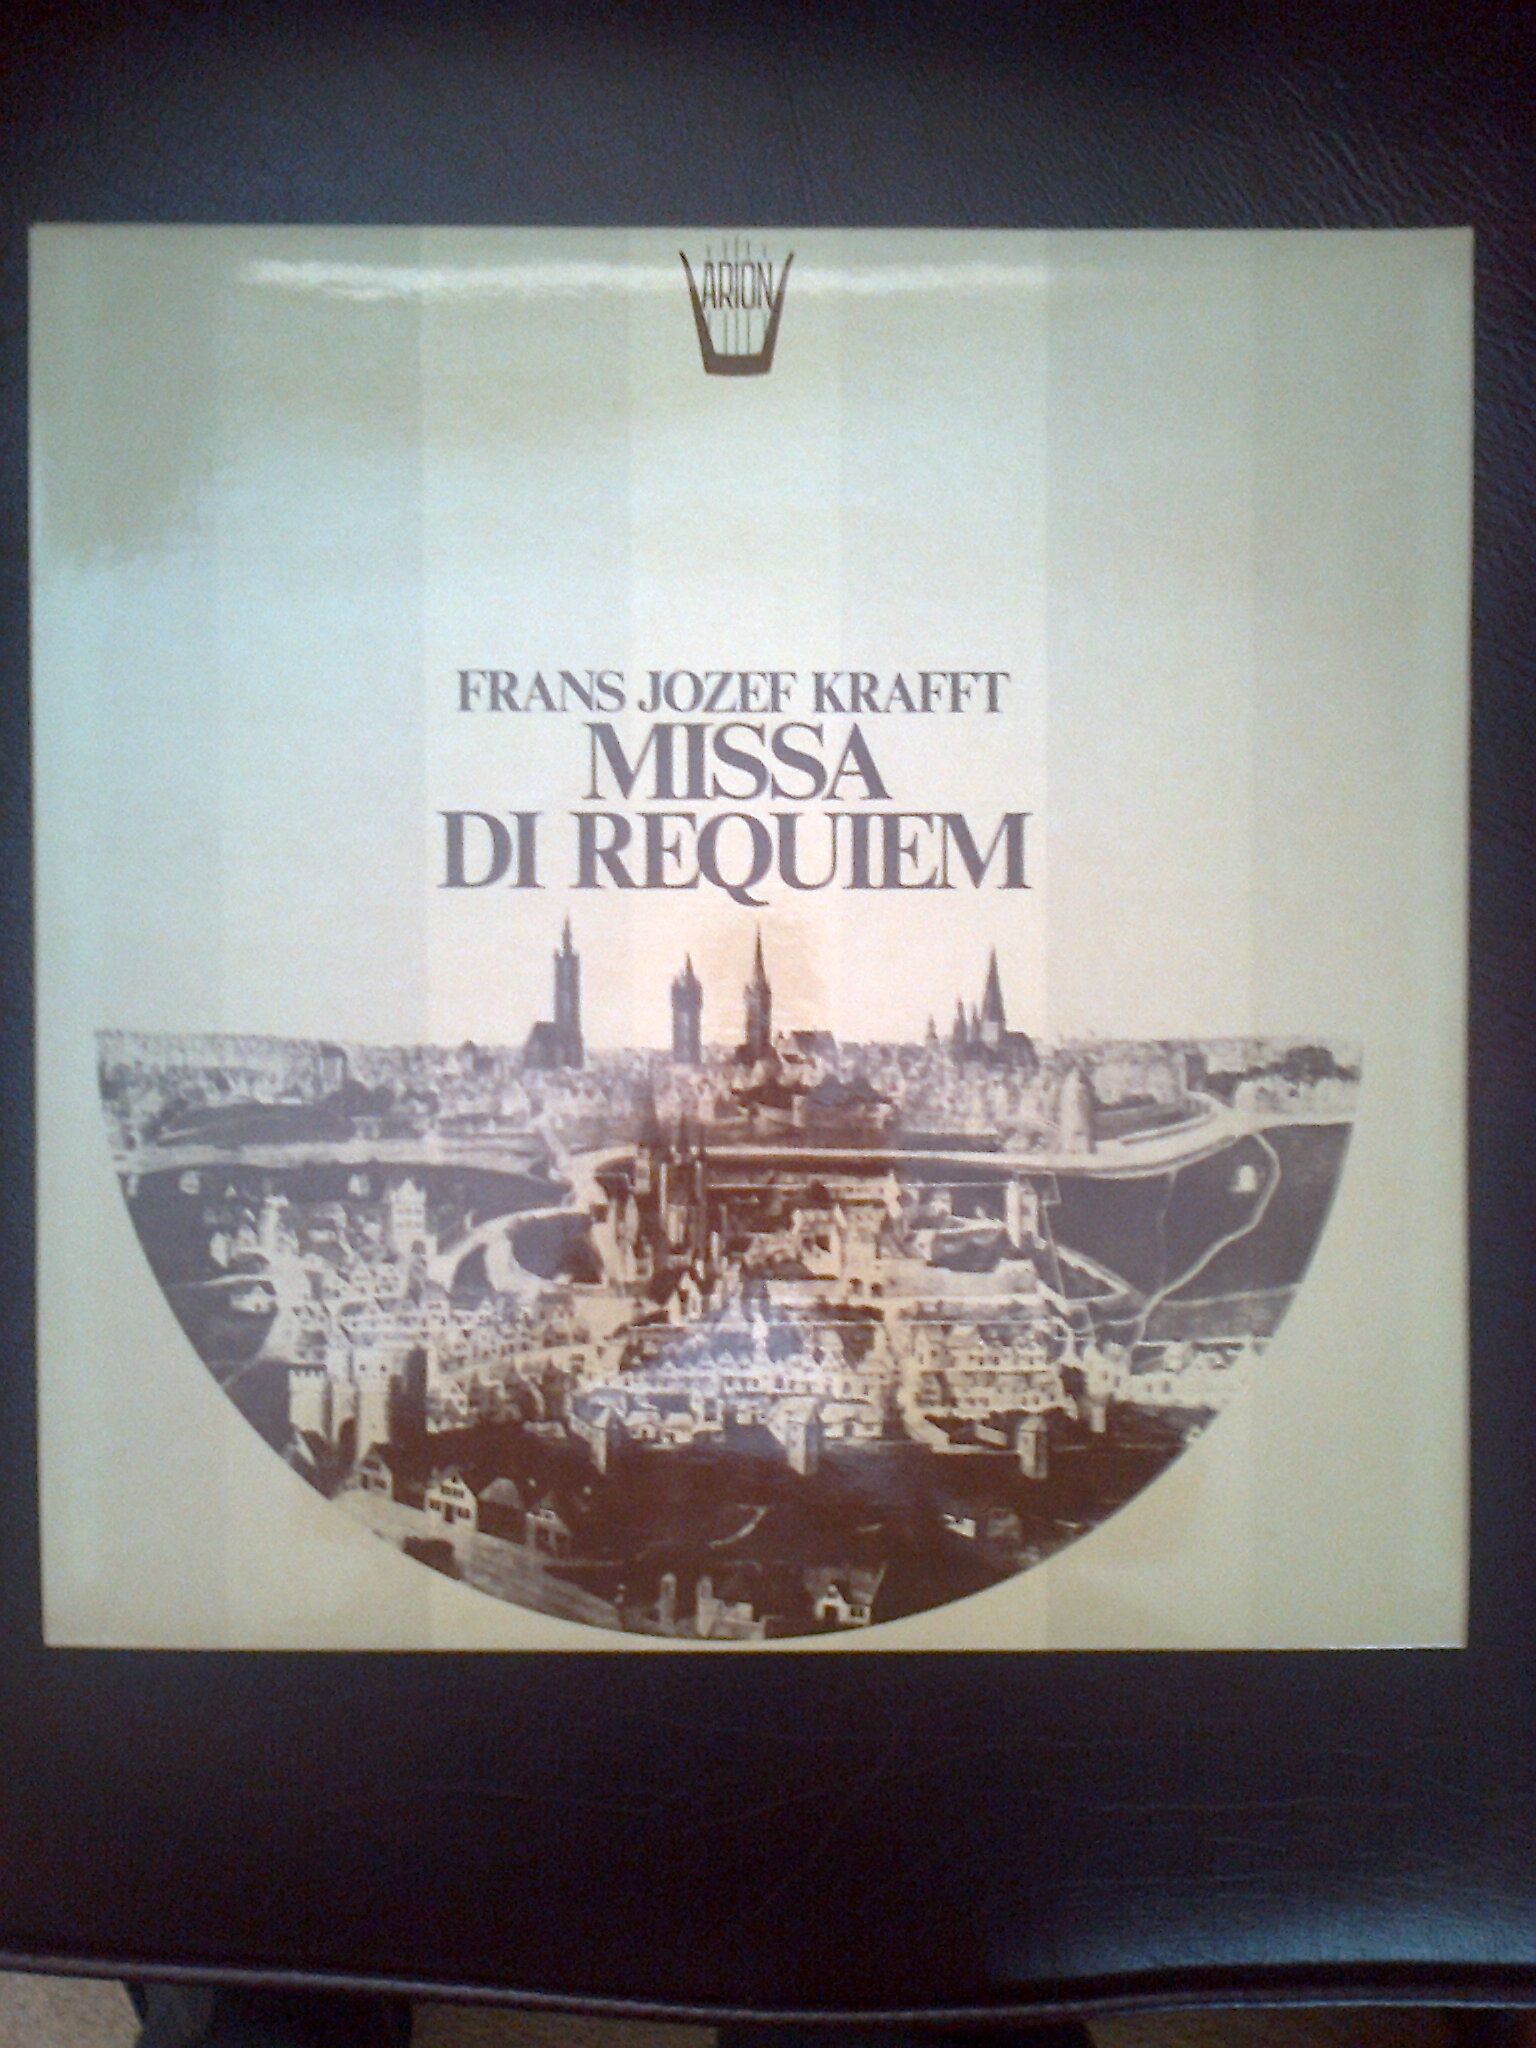 ARION
FRANS JOZEF KRAFFT
MISSA
DI REQUIEM